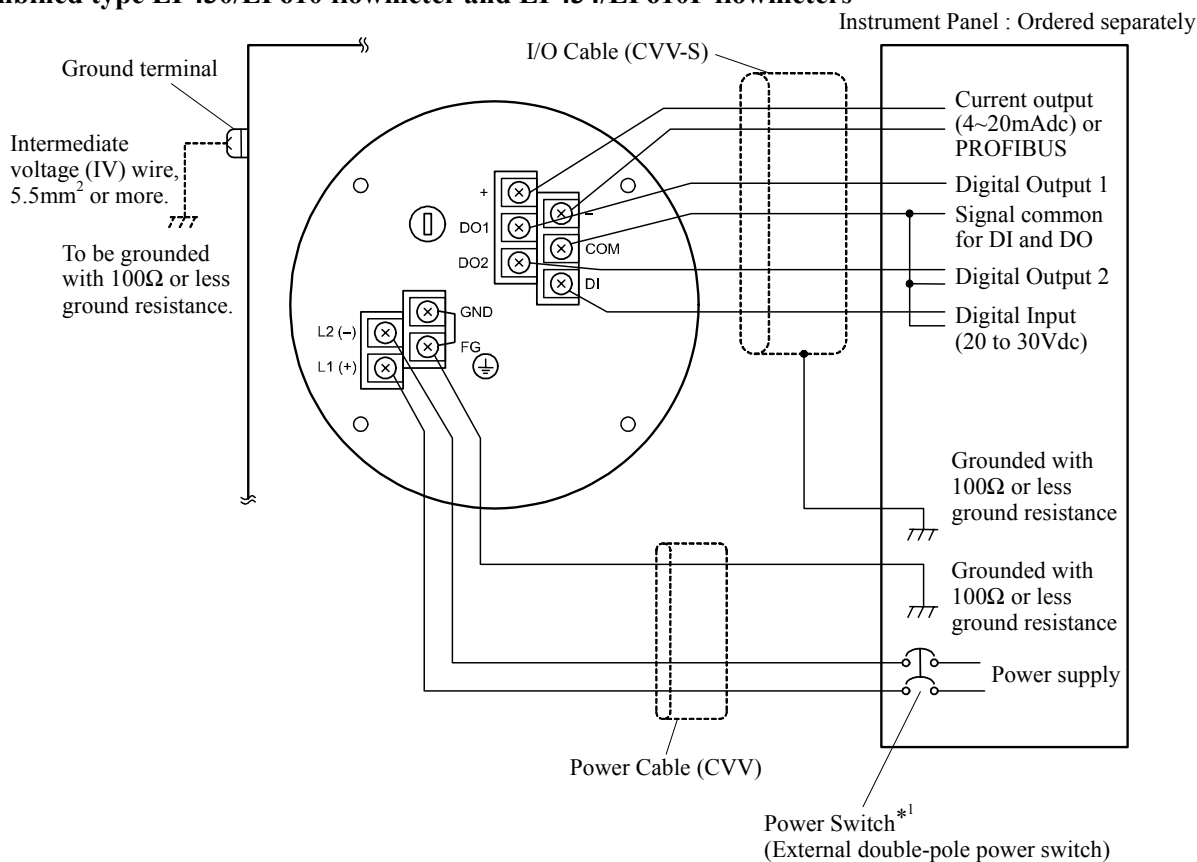 Instrument Panel : Ordered separately
I/O Cable (CVV-S)
Ground terminal
Intermediate
voltage (IV) wire,
5.5mm² or more.
To be grounded
with 100Ω or less
ground resistance.
Current output
(4~20mAdc) or
PROFIBUS
Digital Output 1
Signal common
for DI and DO
Digital Output 2
Digital Input
(20 to 30Vdc)
+
–
DO1
COM
DO2
DI
GND
L2 (–)
FG
L1 (+)
Grounded with
100Ω or less
ground resistance
Grounded with
100Ω or less
ground resistance
Power supply
Power Cable (CVV)
Power Switch*¹
(External double-pole power switch)